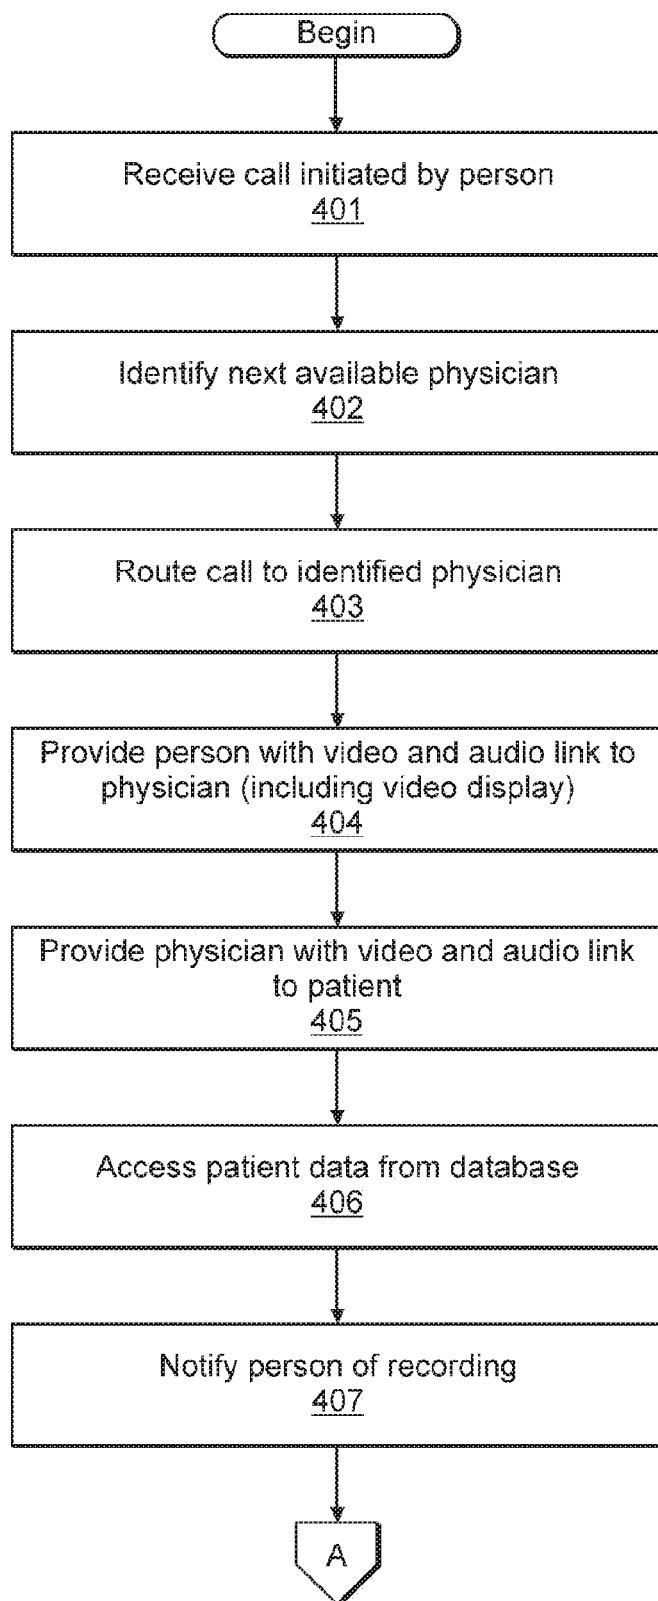 Begin
Receive call initiated by person
401
Identify next available physician
402
Route call to identified physician
403
Provide person with video and audio link to
physician (including video display)
404
Provide physician with video and audio link
to patient
405
Access patient data from database
406
Notify person of recording
407
A